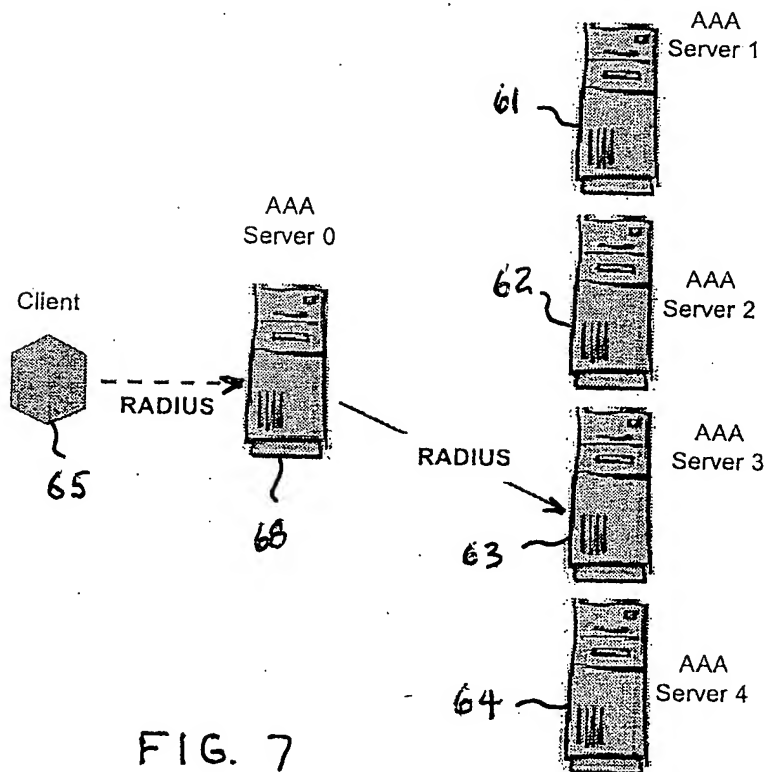 AAA
Server 1
61
AAA
Server 0
62
AAA
Server 2
Client
RADIUS
65
68
RADIUS
AAA
Server 3
63
AAA
Server 4
64
FIG. 7